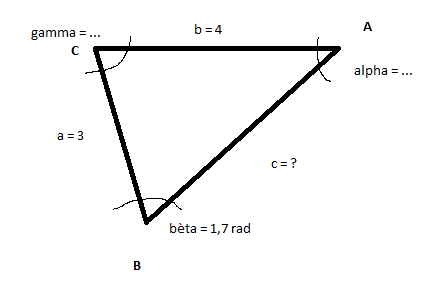 A
b = 4
gamma = ...
C
alpha = ...
a = 3
c = ?
bèta = 1,7 rad
B